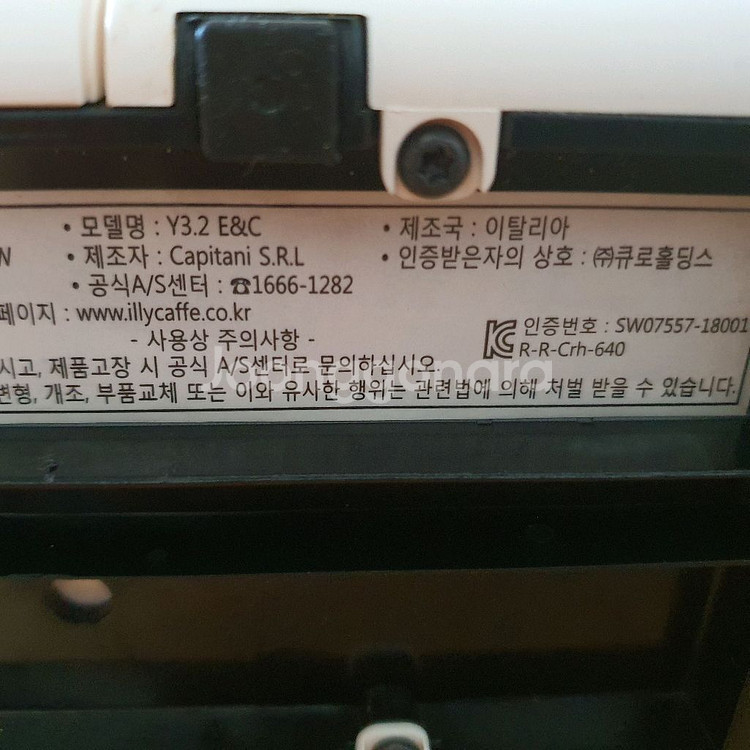 • 모델명 : Y3.2 E&C • 제조국 : 이탈리아
• 제조자 : Capitani S.R.L • 인증받은자의 상호 : ㈜큐로홀딩스
• 공식A/S센터 : ☎1666-1282
페이지 : www.illycaffe.co.kr
- 사용상 주의사항 -
인증번호 : SW07557-18001
R-R-Crh-640
시고, 제품고장 시 공식 A/S센터로 문의하십시오.
변형, 개조, 부품교체 또는 이와 유사한 행위는 관련법에 의해 처벌 받을 수 있습니다.
Joonggonara